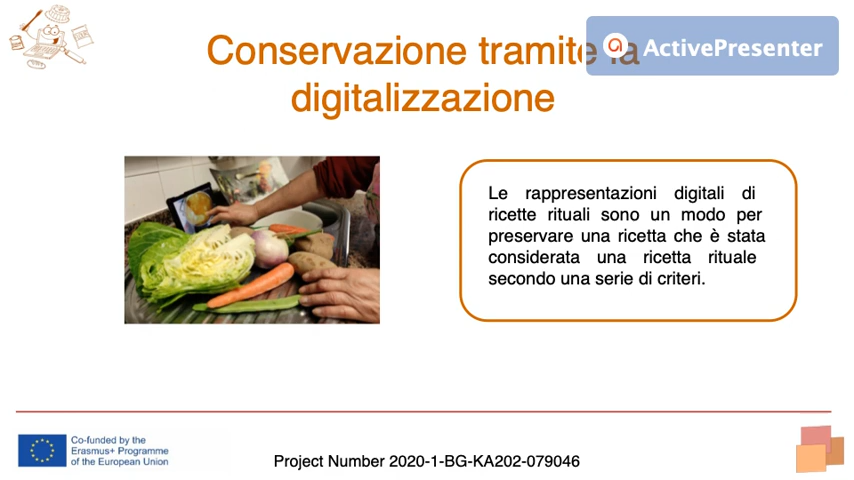 Conservazione tramite la
digitalizzazione
ActivePresenter
Le rappresentazioni digitali di
ricette rituali sono un modo per
preservare una ricetta che è stata
considerata una ricetta rituale
secondo una serie di criteri.
Co-funded by the
Erasmus+ Programme
of the European Union
Project Number 2020-1-BG-KA202-079046